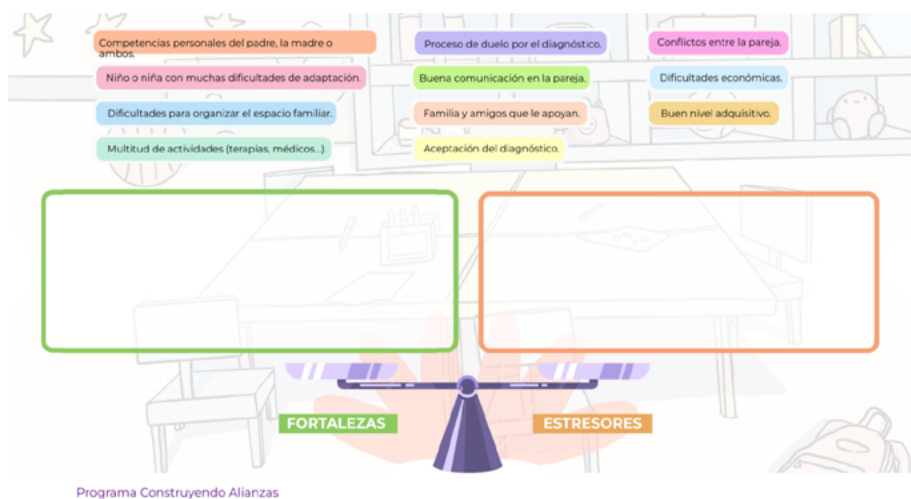 Competencias personales del padre, la madre o
ambos.
Niño o niña con muchas dificultades de adaptación.
Dificultades para organizar el espacio familiar.
Multitud de actividades (terapias, médicos...)
Proceso de duelo por el diagnóstico.
Buena comunicación en la pareja.
Familia y amigos que le apoyan.
Aceptación del diagnóstico.
Conflictos entre la pareja.
Dificultades económicas.
Buen nivel adquisitivo.
FORTALEZAS
ESTRESORES
Programa Construyendo Alianzas